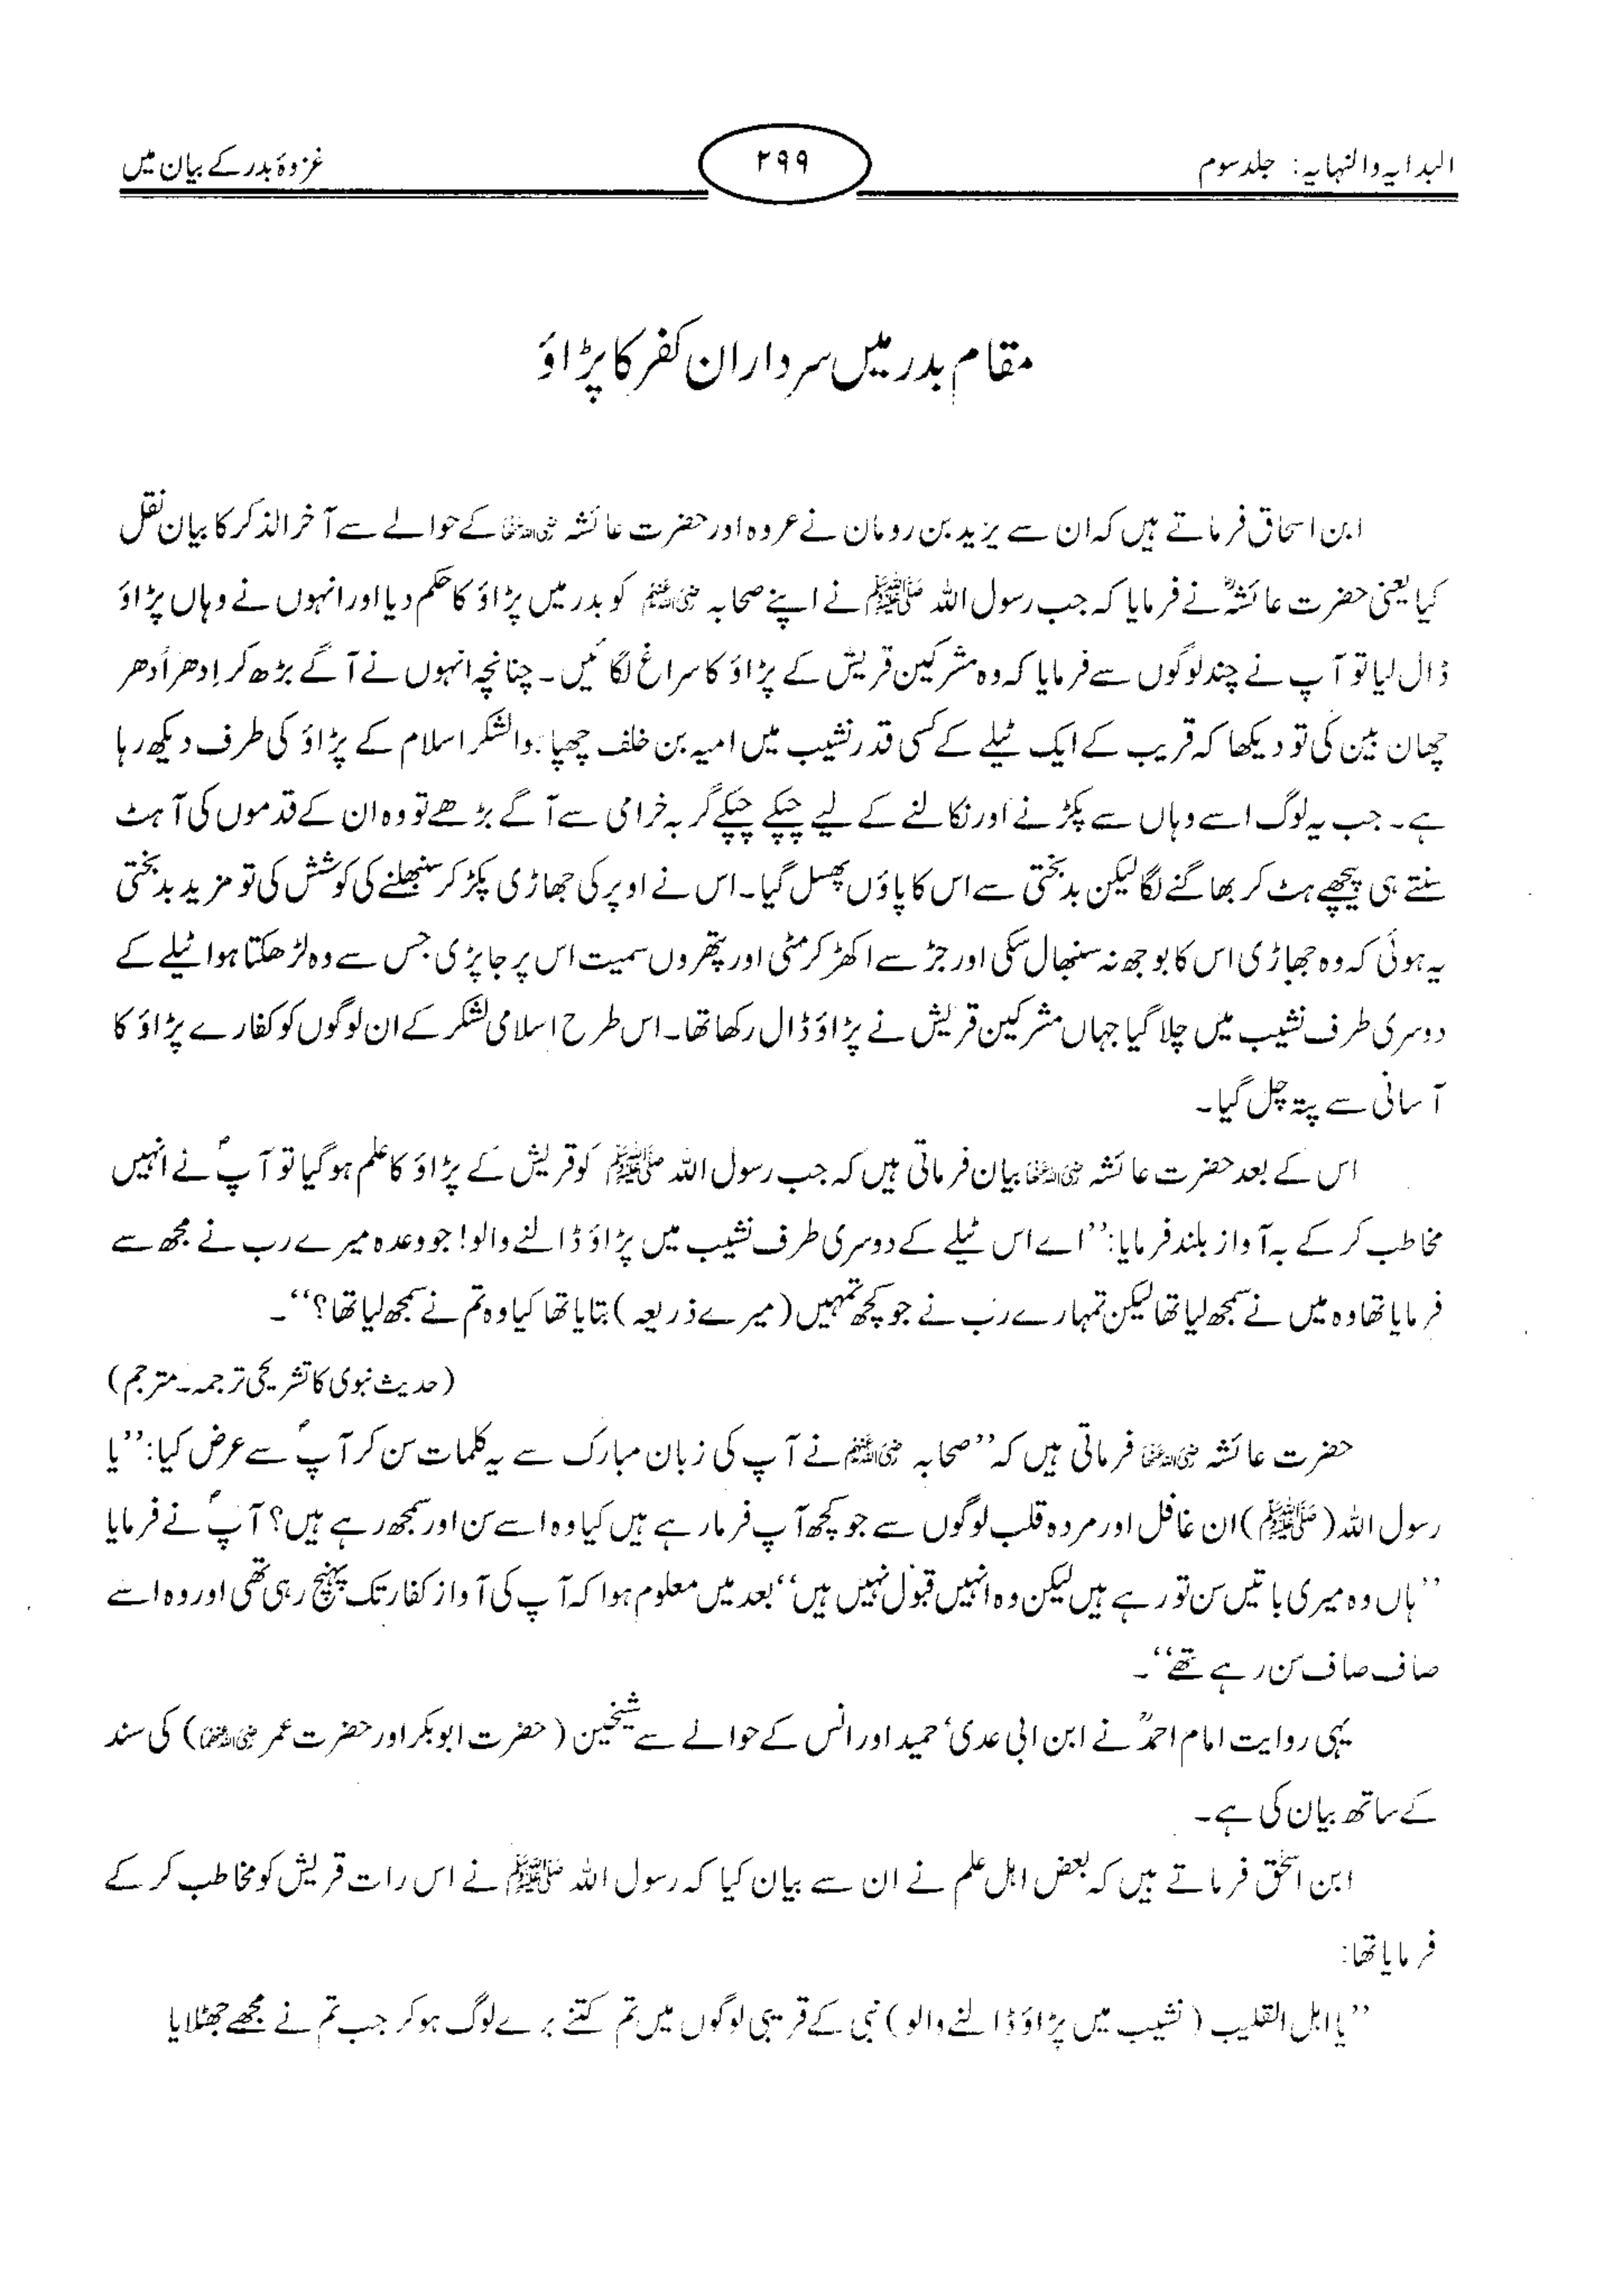 البدایہ والنہایہ: جلد سوم
۲۹۹
غزوۂ بدر کے بیان میں
مقام بدر میں سرداران کفر کا پڑاؤ
ابن اسحاق فرماتے ہیں کہ ان سے یزید بن رومان نے عروہ اور حضرت عائشہ رضی اللہ عنہا کے حوالے سے آخر الذکر کا بیان نقل
کیا یعنی حضرت عائشہؓ نے فرمایا کہ جب رسول اللہ ﷺ نے اپنے صحابہ رضی اللہ عنہم کو بدر میں پڑاؤ کا حکم دیا اور انہوں نے وہاں پڑاؤ
ڈال لیا تو آپ نے چند لوگوں سے فرمایا کہ وہ مشرکین قریش کے پڑاؤ کا سراغ لگائیں۔ چنانچہ انہوں نے آگے بڑھ کر اِدھر اُدھر
چھان بین کی تو دیکھا کہ قریب کے ایک ٹیلے کے کسی قدر نشیب میں امیہ بن خلف چھپا ہوا لشکر اسلام کے پڑاؤ کی طرف دیکھ رہا
ہے۔ جب یہ لوگ اسے وہاں سے پکڑنے اور نکالنے کے لیے چپکے چپکے گربہ خرامی سے آگے بڑھے تو وہ ان کے قدموں کی آہٹ
سنتے ہی پیچھے ہٹ کر بھاگنے لگا لیکن بدبختی سے اس کا پاؤں پھسل گیا۔ اس نے اوپر کی جھاڑی پکڑ کر سنبھلنے کی کوشش کی تو مزید بدبختی
یہ ہوئی کہ وہ جھاڑی اس کا بوجھ نہ سنبھال سکی اور جڑ سے اکھڑ کر مٹی اور پتھروں سمیت اس پر جا پڑی جس سے وہ لڑھکتا ہوا ٹیلے کے
دوسری طرف نشیب میں چلا گیا جہاں مشرکین قریش نے پڑاؤ ڈال رکھا تھا۔ اس طرح اسلامی لشکر کے ان لوگوں کو کفار کے پڑاؤ کا
آسانی سے پتہ چل گیا۔
اس کے بعد حضرت عائشہ رضی اللہ عنہا بیان فرماتی ہیں کہ جب رسول اللہ ﷺ کو قریش کے پڑاؤ کا علم ہو گیا تو آپؐ نے انہیں
مخاطب کر کے بہ آواز بلند فرمایا: ’’اے اس ٹیلے کے دوسری طرف نشیب میں پڑاؤ ڈالنے والو! جو وعدہ میرے رب نے مجھ سے
فرمایا تھا وہ میں نے سمجھ لیا تھا لیکن تمہارے رب نے جو کچھ تمہیں (میرے ذریعہ) بتایا تھا کیا وہ تم نے سمجھ لیا تھا؟‘‘۔
(حدیث نبوی کا تشریحی ترجمہ۔ مترجم)
حضرت عائشہ رضی اللہ عنہا فرماتی ہیں کہ ’’صحابہ رضی اللہ عنہم نے آپ کی زبان مبارک سے یہ کلمات سن کر آپؐ سے عرض کیا: ’’یا
رسول اللہ (ﷺ) ان غافل اور مردہ قلب لوگوں سے جو کچھ آپ فرما رہے ہیں کیا وہ اسے سن اور سمجھ رہے ہیں؟ آپؐ نے فرمایا
’’ہاں وہ میری باتیں سن تو رہے ہیں لیکن وہ انہیں قبول نہیں ہیں‘‘ بعد میں معلوم ہوا کہ آپ کی آواز کفار تک پہنچ رہی تھی اور وہ اسے
صاف صاف سن رہے تھے‘‘۔
یہی روایت امام احمدؒ نے ابن ابی عدی‘ حمید اور انس کے حوالے سے شیخین (حضرت ابوبکر اور حضرت عمر رضی اللہ عنہما) کی سند
کے ساتھ بیان کی ہے۔
ابن اسحٰق فرماتے ہیں کہ بعض اہل علم نے ان سے بیان کیا کہ رسول اللہ ﷺ نے اس رات قریش کو مخاطب کر کے
فرمایا تھا:
’’یا اہل القلیب (نشیب میں پڑاؤ ڈالنے والو) نبی کے قریبی لوگوں میں تم کتنے برے لوگ ہو کر جب تم نے مجھے جھٹلایا